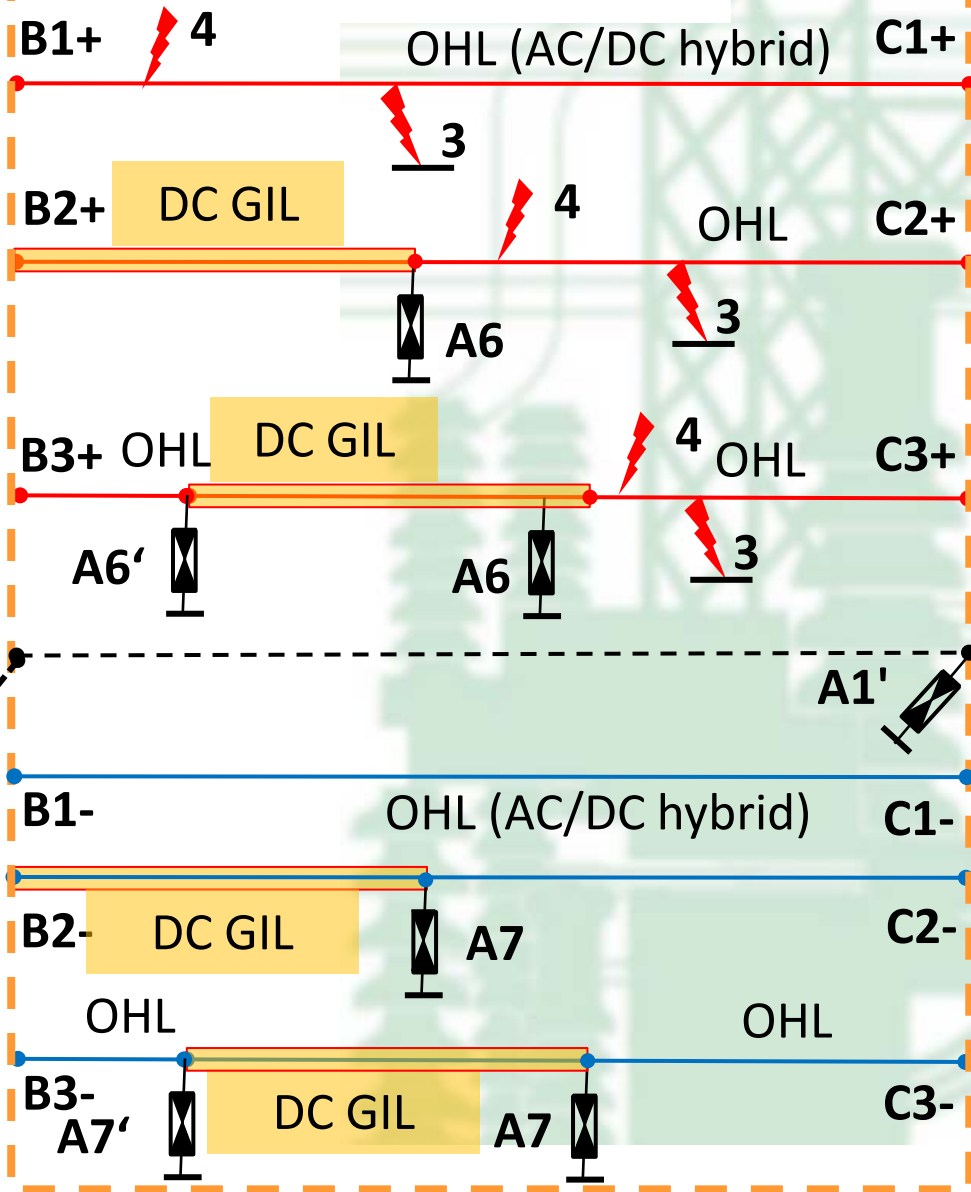 B1+ 4 C1+
OHL (AC/DC hybrid)
3
B2+ DC GIL 4 OHL C2+
3
A6
B3+ OHL DC GIL 4 OHL C3+
3
A6‘ A6
A1'
B1- OHL (AC/DC hybrid) C1-
B2- DC GIL A7 C2-
OHL OHL
B3- DC GIL C3-
A7‘ A7